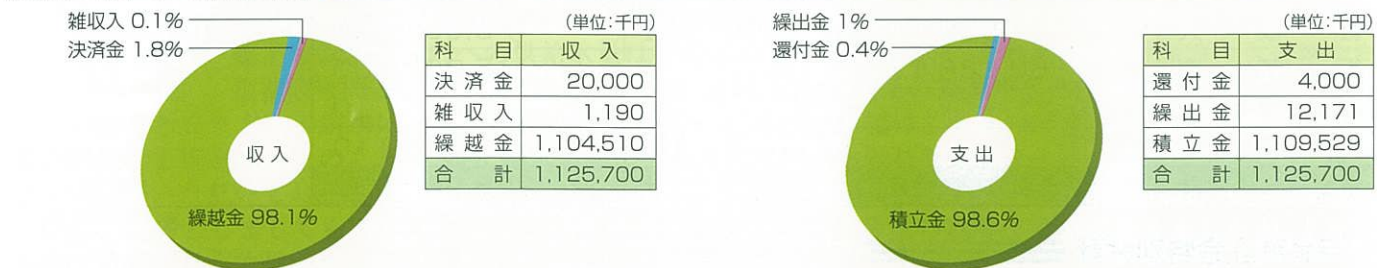 雑収入 0.1%
決済金 1.8%
収入
繰越金 98.1%
(単位:千円)
科目 収入
決済金 20,000
雑収入 1,190
繰越金 1,104,510
合計 1,125,700
繰出金 1%
還付金 0.4%
支出
積立金 98.6%
(単位:千円)
科目 支出
還付金 4,000
繰出金 12,171
積立金 1,109,529
合計 1,125,700